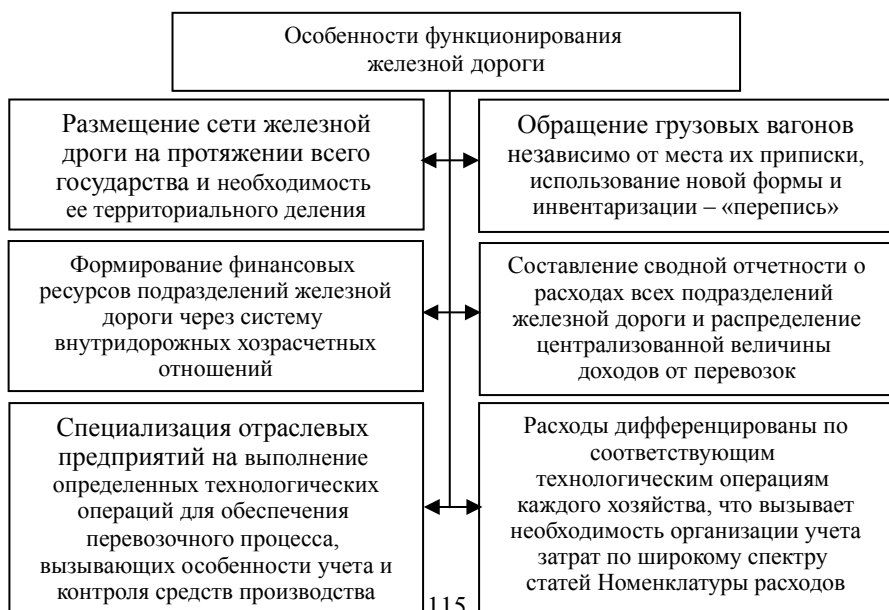 Особенности функционирования
железной дороги
Размещение сети железной
дроги на протяжении всего
государства и необходимость
ее территориального деления
Обращение грузовых вагонов
независимо от места их приписки,
использование новой формы и
инвентаризации – «перепись»
Формирование финансовых
ресурсов подразделений железной
дороги через систему
внутридорожных хозрасчетных
отношений
Составление сводной отчетности о
расходах всех подразделений
железной дороги и распределение
централизованной величины
доходов от перевозок
Специализация отраслевых
предприятий на выполнение
определенных технологических
операций для обеспечения
перевозочного процесса,
вызывающих особенности учета и
контроля средств производства
Расходы дифференцированы по
соответствующим
технологическим операциям
каждого хозяйства, что вызывает
необходимость организации учета
затрат по широкому спектру
статей Номенклатуры расходов
115